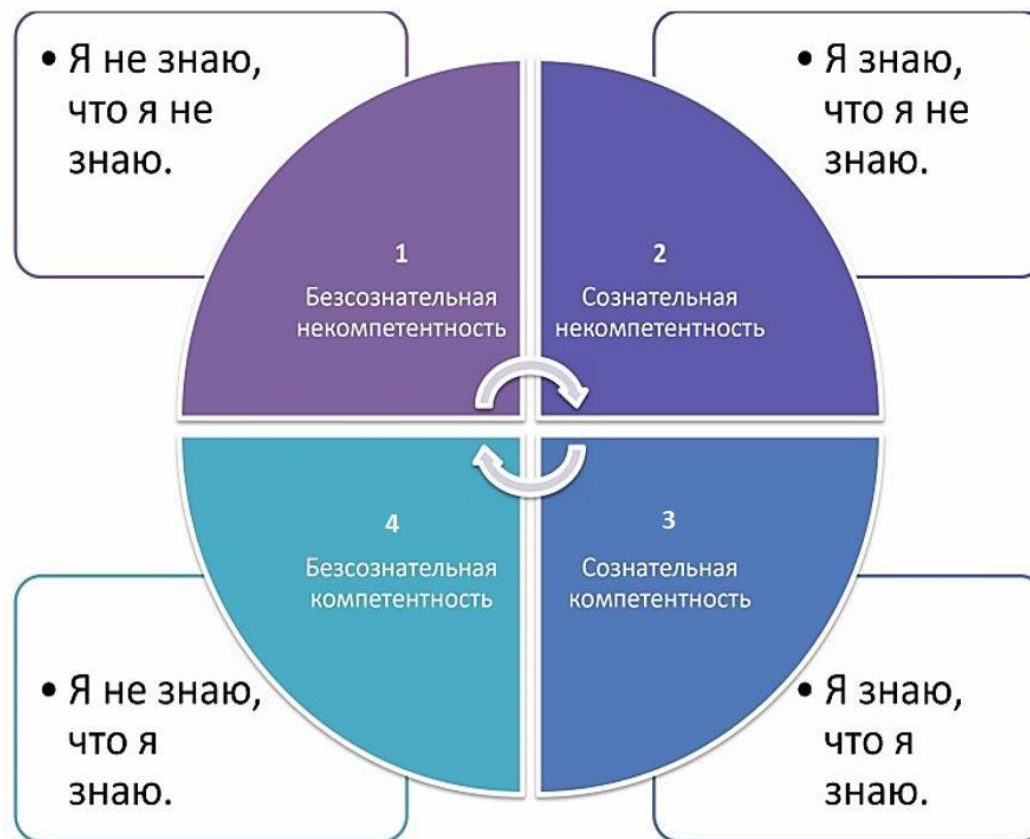 • Я не знаю,
что я не
знаю.
• Я знаю,
что я не
знаю.
1
Безсознательная
некомпетентность
2
Сознательная
некомпетентность
4
Безсознательная
компетентность
3
Сознательная
компетентность
• Я не знаю,
что я
знаю.
• Я знаю,
что я
знаю.